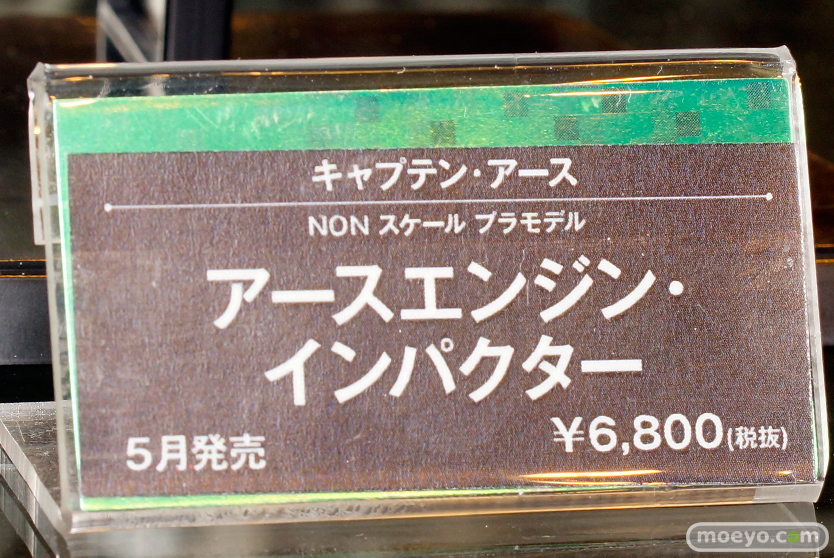 キャプテン・アース
NON スケール プラモデル
アースエンジン・
インパクター
5月発売
¥6,800(税抜)
moeyo.com